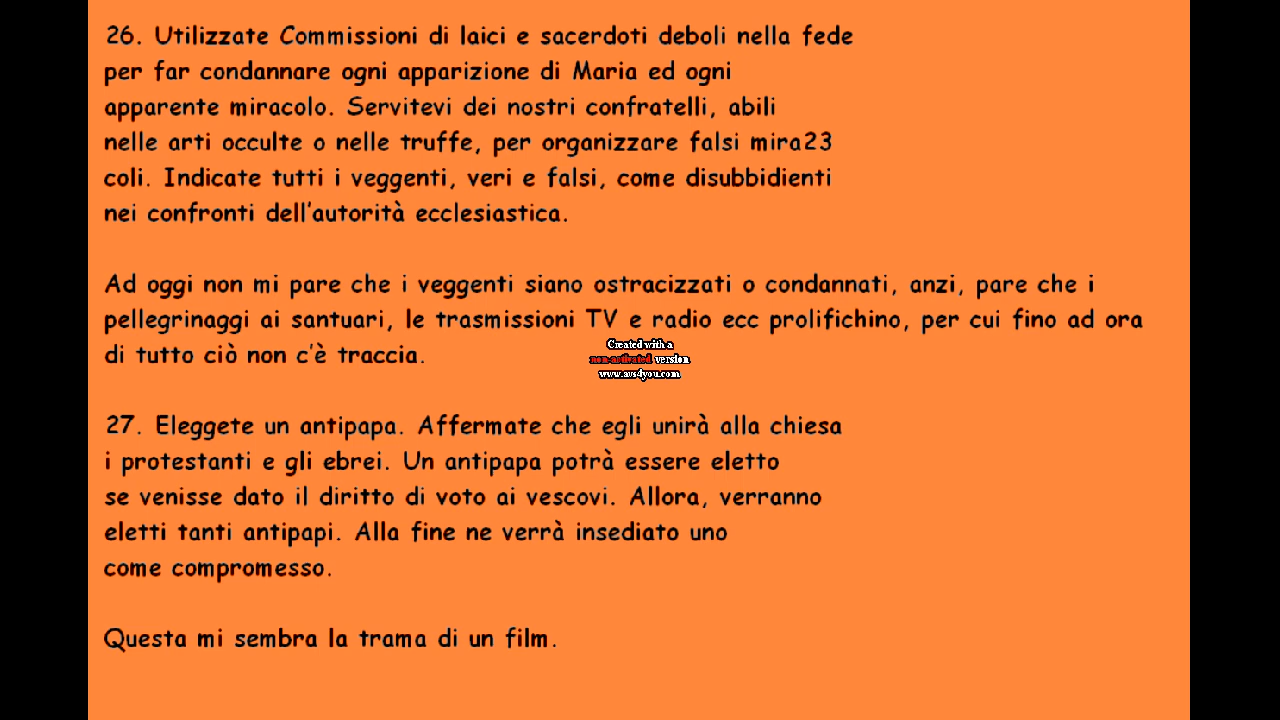 26. Utilizzate Commissioni di laici e sacerdoti deboli nella fede
per far condannare ogni apparizione di Maria ed ogni
apparente miracolo. Servitevi dei nostri confratelli, abili
nelle arti occulte o nelle truffe, per organizzare falsi mira23
coli. Indicate tutti i veggenti, veri e falsi, come disubbidienti
nei confronti dell'autorità ecclesiastica.
Ad oggi non mi pare che i veggenti siano ostracizzati o condannati, anzi, pare che i
pellegrinaggi ai santuari, le trasmissioni TV e radio ecc prolifichino, per cui fino ad ora
di tutto ciò non c'è traccia.
Created with a
non-activated version
www.avs4you.com
27. Eleggete un antipapa. Affermate che egli unirà alla chiesa
i protestanti e gli ebrei. Un antipapa potrà essere eletto
se venisse dato il diritto di voto ai vescovi. Allora, verranno
eletti tanti antipapi. Alla fine ne verrà insediato uno
come compromesso.
Questa mi sembra la trama di un film.